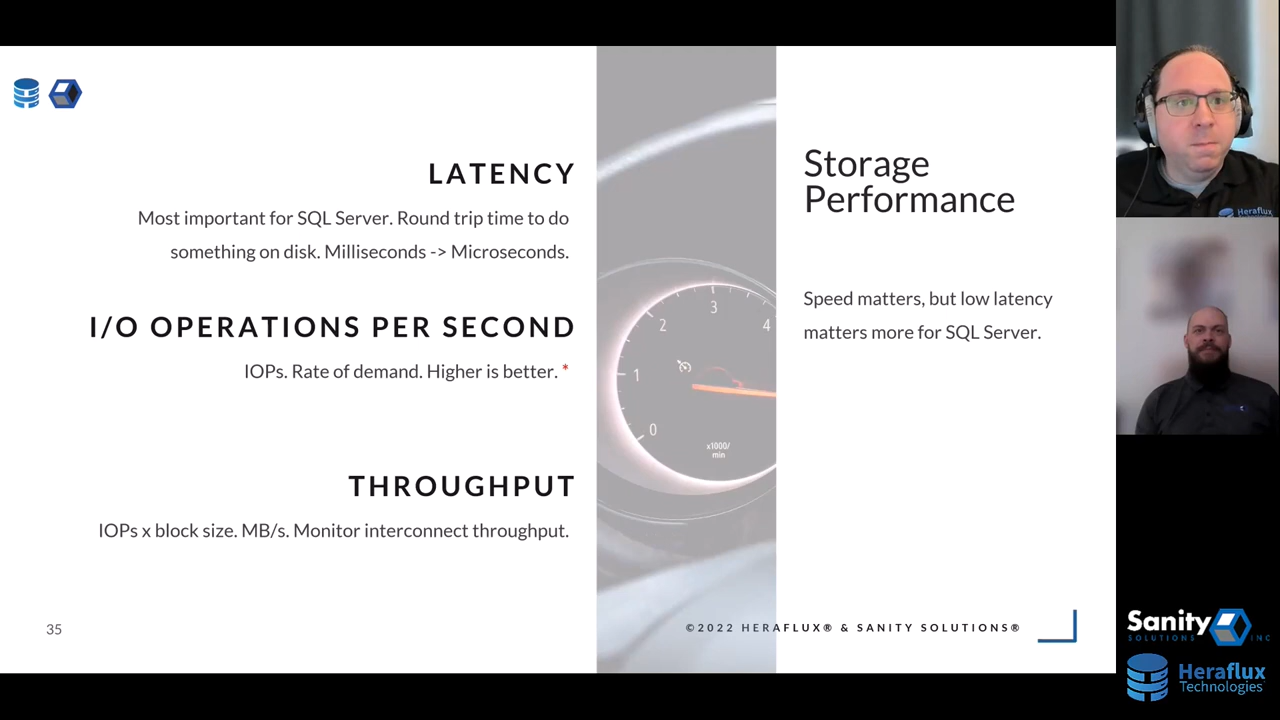 LATENCY
Most important for SQL Server. Round trip time to do
something on disk. Milliseconds -> Microseconds.
I/O OPERATIONS PER SECOND
IOPs. Rate of demand. Higher is better. *
THROUGHPUT
IOPs x block size. MB/s. Monitor interconnect throughput.
35
0
1
2
3
4
x1000/
min
Storage
Performance
Speed matters, but low latency
matters more for SQL Server.
©2022 HERAFLUX® & SANITY SOLUTIONS®
Heraflux
Sanity
SOLUTIONS INC
Heraflux
Technologies